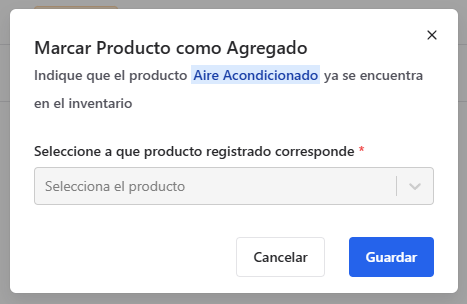 Marcar Producto como Agregado
Indique que el producto Aire Acondicionado ya se encuentra
en el inventario
Seleccione a que producto registrado corresponde *
Selecciona el producto
Cancelar
Guardar